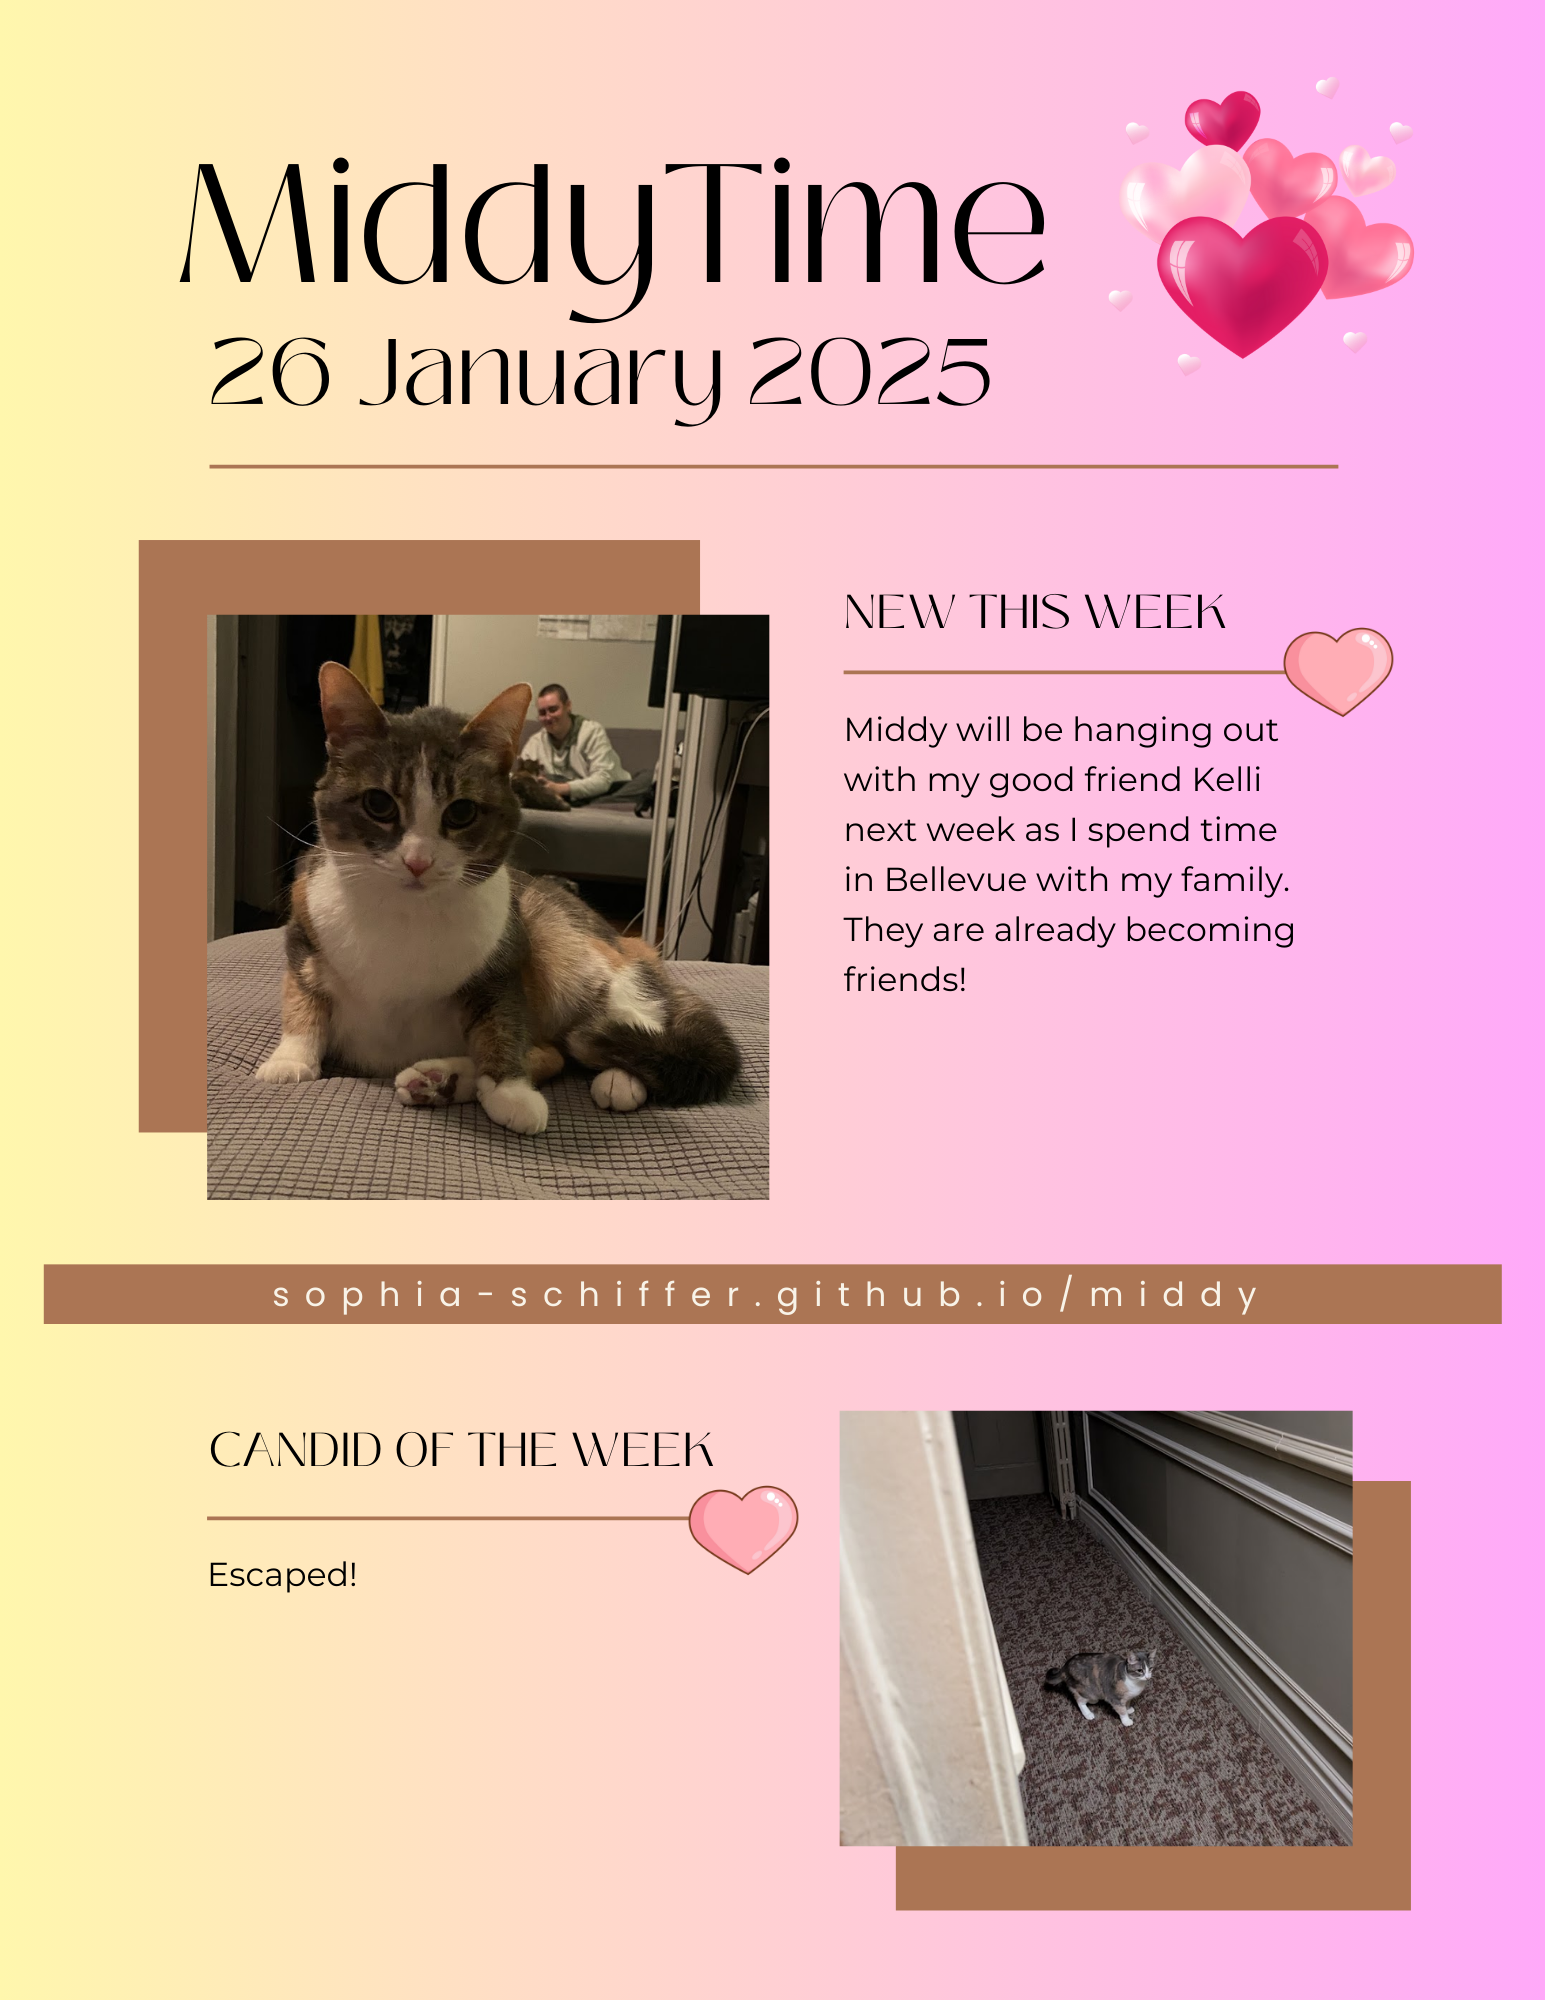 MiddyTime
26 January 2025
NEW THIS WEEK
Middy will be hanging out
with my good friend Kelli
next week as I spend time
in Bellevue with my family.
They are already becoming
friends!
sophia-schiffer.github.io/middy
CANDID OF THE WEEK
Escaped!